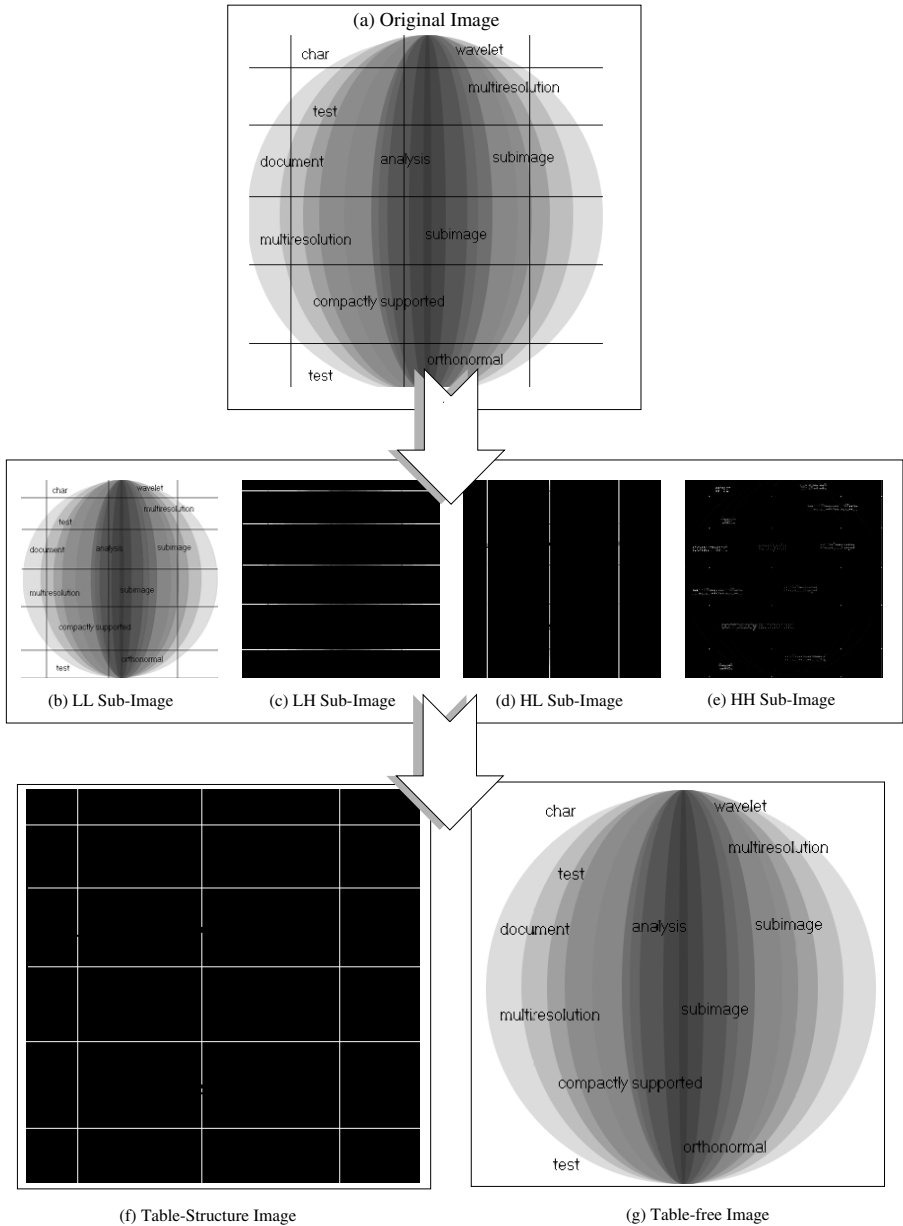 (a) Original Image
char
wavelet
multiresolution
test
document
analysis
subimage
multiresolution
subimage
compactly supported
orthonormal
test
char
wavelet
multiresolution
test
document
analysis
subimage
multiresolution
subimage
compactly supported
orthonormal
test
(b) LL Sub-Image
(c) LH Sub-Image
(d) HL Sub-Image
(e) HH Sub-Image
char
wavelet
multiresolution
test
document
analysis
subimage
multiresolution
subimage
compactly supported
orthonormal
test
(f) Table-Structure Image
(g) Table-free Image